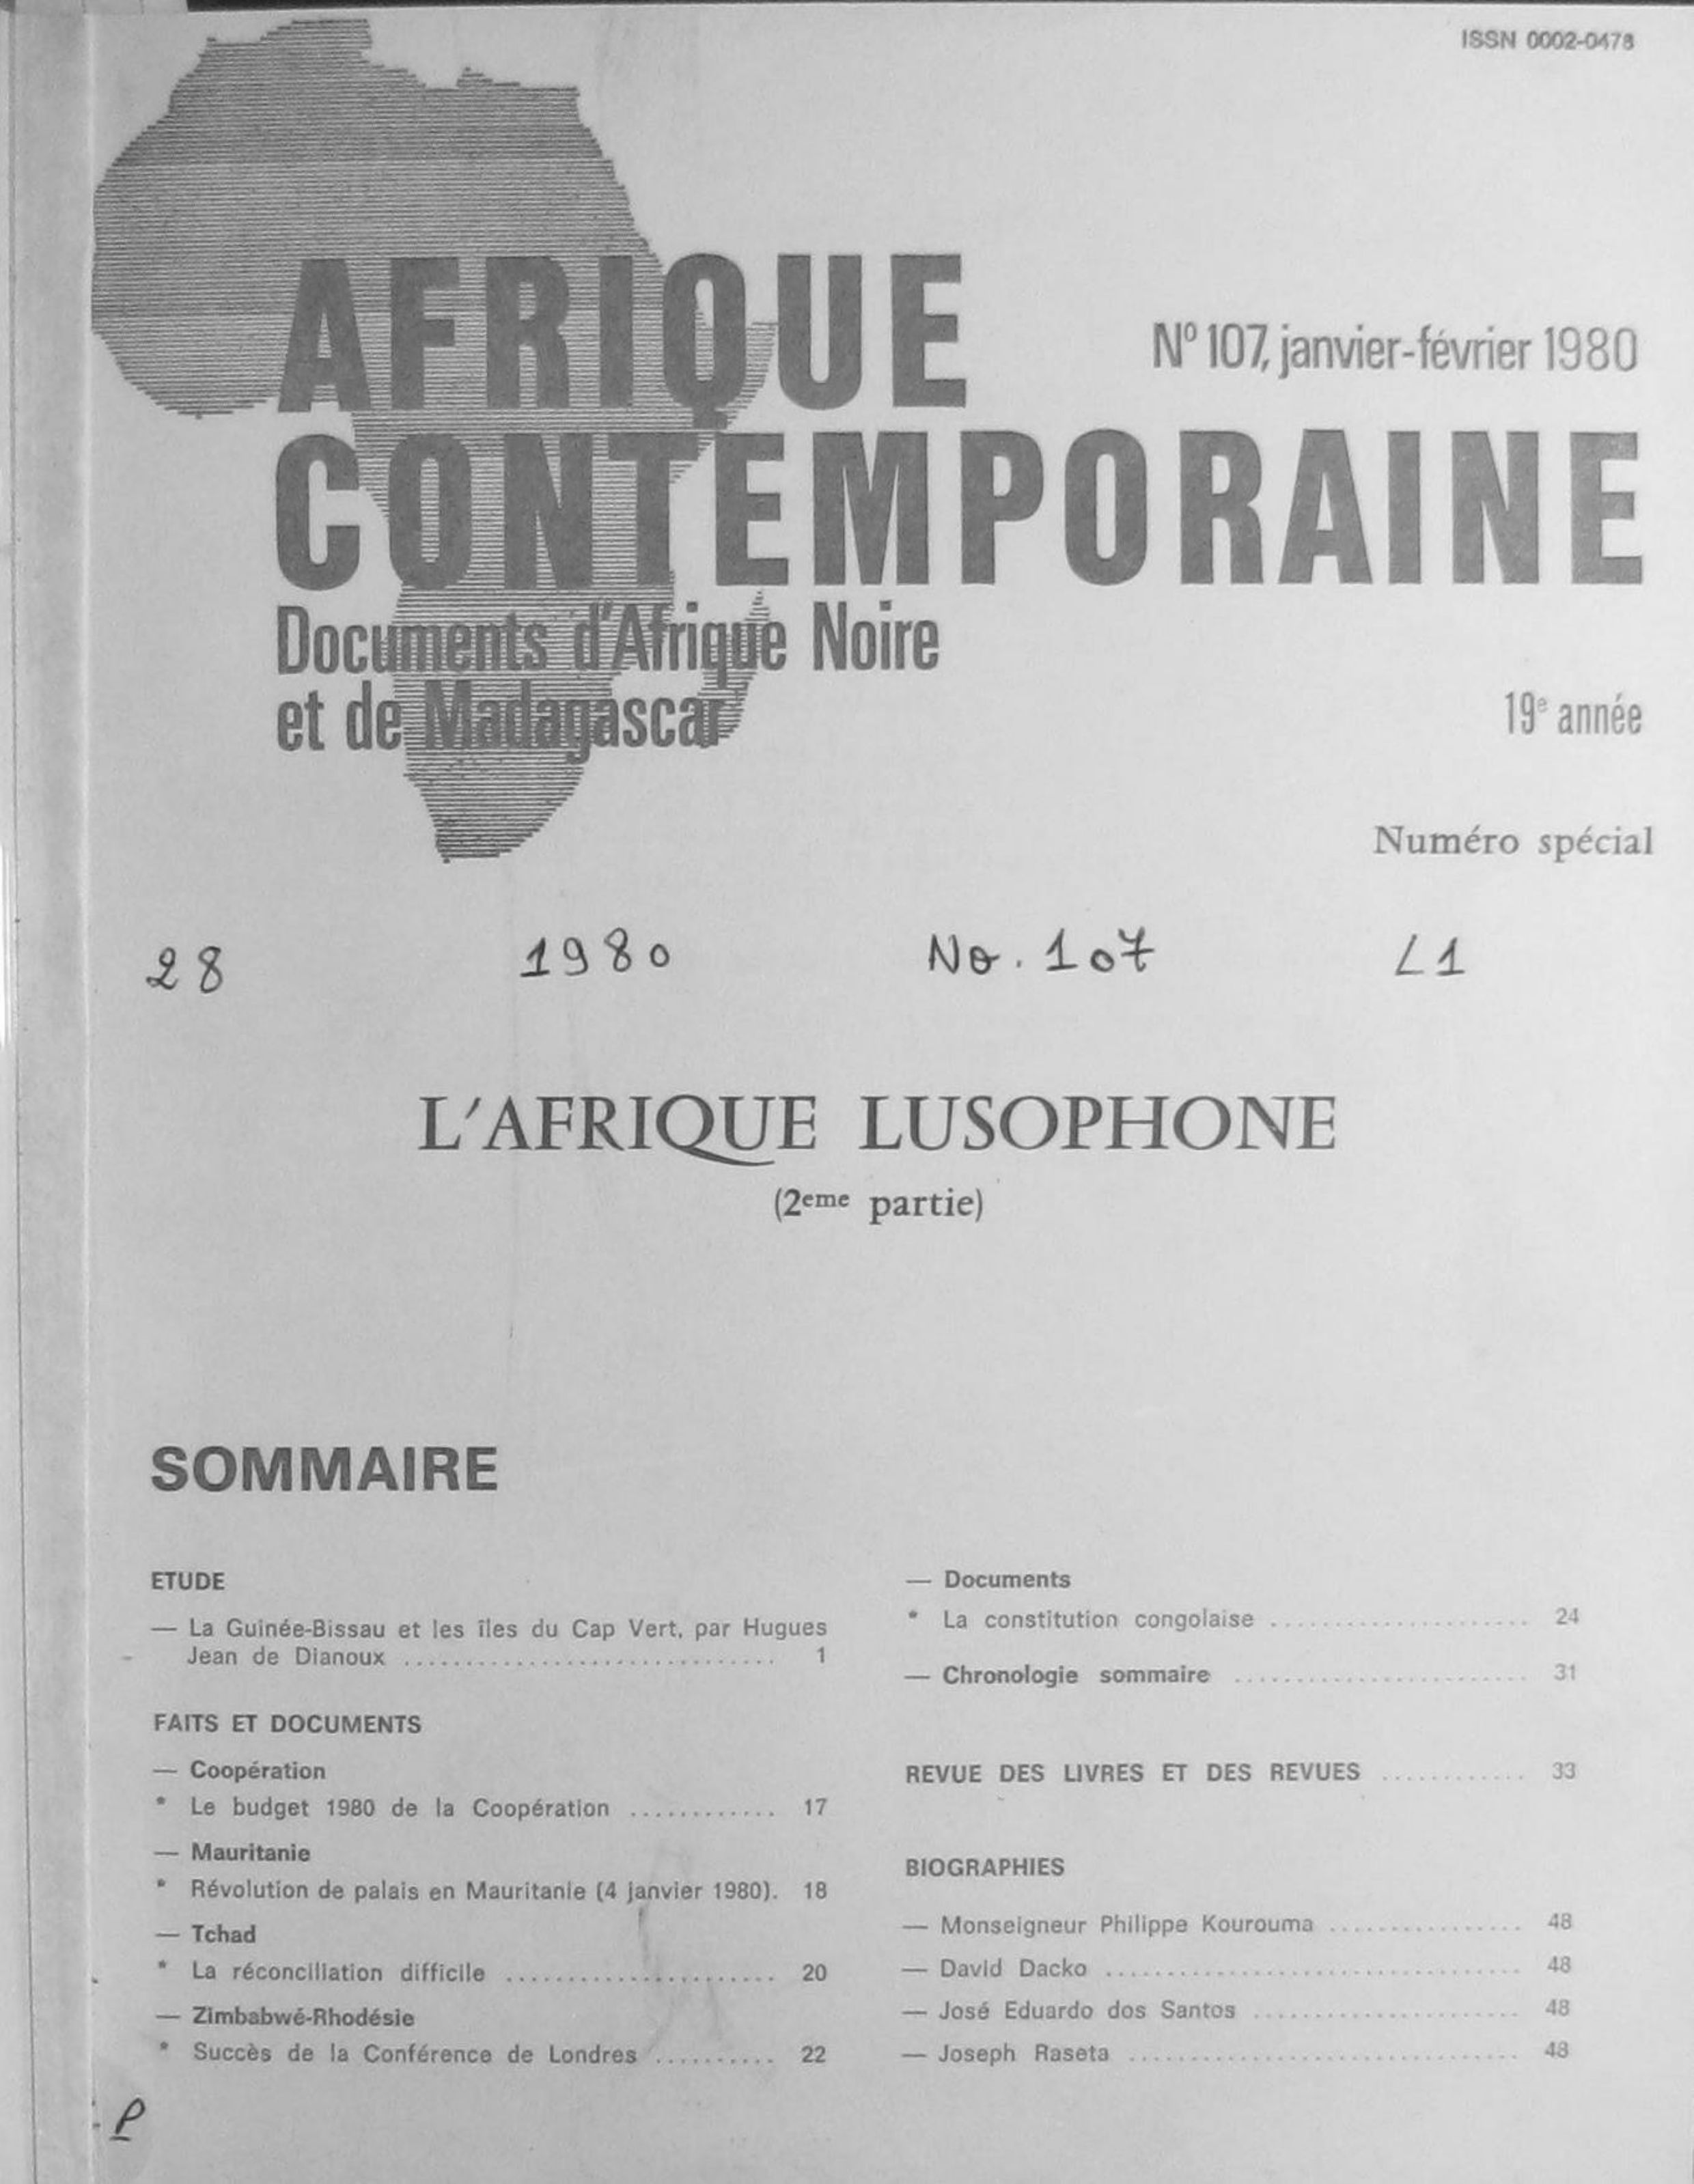 ISSN 0002-0478
AFRIQUE
N° 107, janvier-février 1980
CONTEMPORAINE
Documents d'Afrique Noire
et de Madagascar
19e année
Numéro spécial
28 1980 No. 107 L1
L'AFRIQUE LUSOPHONE
(2eme partie)
SOMMAIRE
ETUDE
— La Guinée-Bissau et les îles du Cap Vert, par Hugues
Jean de Dianoux .............................. 1
FAITS ET DOCUMENTS
— Coopération
* Le budget 1980 de la Coopération ............ 17
— Mauritanie
* Révolution de palais en Mauritanie (4 janvier 1980). 18
— Tchad
* La réconciliation difficile ...................... 20
— Zimbabwé-Rhodésie
* Succès de la Conférence de Londres .......... 22
— Documents
* La constitution congolaise ..................... 24
— Chronologie sommaire ........................ 31
REVUE DES LIVRES ET DES REVUES ............ 33
BIOGRAPHIES
— Monseigneur Philippe Kourouma ................ 48
— David Dacko .................................. 48
— José Eduardo dos Santos ...................... 48
— Joseph Raseta ................................ 48
P